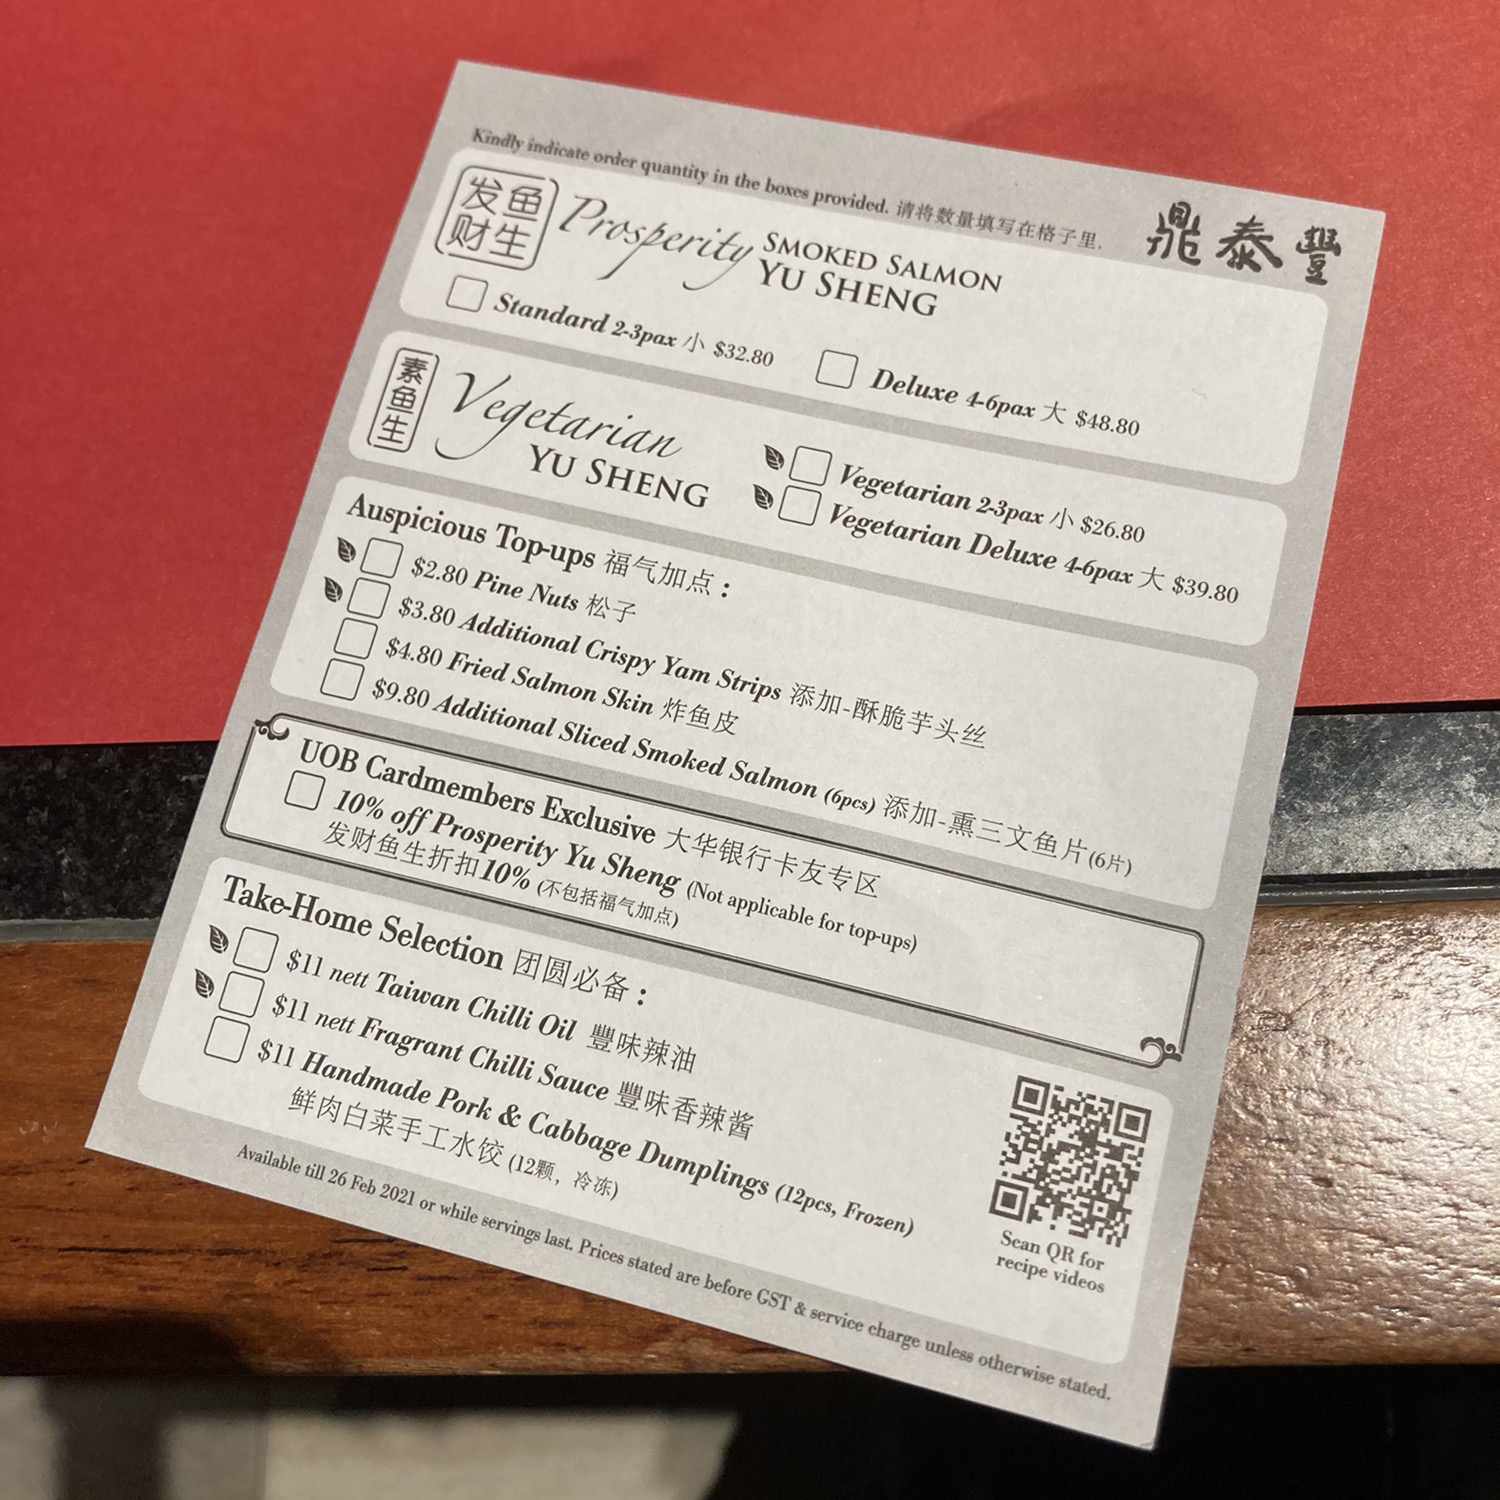 Kindly indicate order quantity in the boxes provided. 请将数量填写在格子里.
鼎泰豐
发财鱼生
Prosperity SMOKED SALMON
YU SHENG
Standard 2-3pax 小 $32.80
Deluxe 4-6pax 大 $48.80
素鱼生
Vegetarian
YU SHENG
Vegetarian 2-3pax 小 $26.80
Vegetarian Deluxe 4-6pax 大 $39.80
Auspicious Top-ups 福气加点:
$2.80 Pine Nuts 松子
$3.80 Additional Crispy Yam Strips 添加-酥脆芋头丝
$4.80 Fried Salmon Skin 炸鱼皮
$9.80 Additional Sliced Smoked Salmon (6pcs) 添加-熏三文鱼片(6片)
UOB Cardmembers Exclusive 大华银行卡友专区
10% off Prosperity Yu Sheng (Not applicable for top-ups)
发财鱼生折扣10% (不包括福气加点)
Take-Home Selection 团圆必备:
$11 nett Taiwan Chilli Oil 豐味辣油
$11 nett Fragrant Chilli Sauce 豐味香辣酱
$11 Handmade Pork & Cabbage Dumplings (12pcs, Frozen)
鲜肉白菜手工水饺 (12颗, 冷冻)
Scan QR for
recipe videos
Available till 26 Feb 2021 or while servings last. Prices stated are before GST & service charge unless otherwise stated.